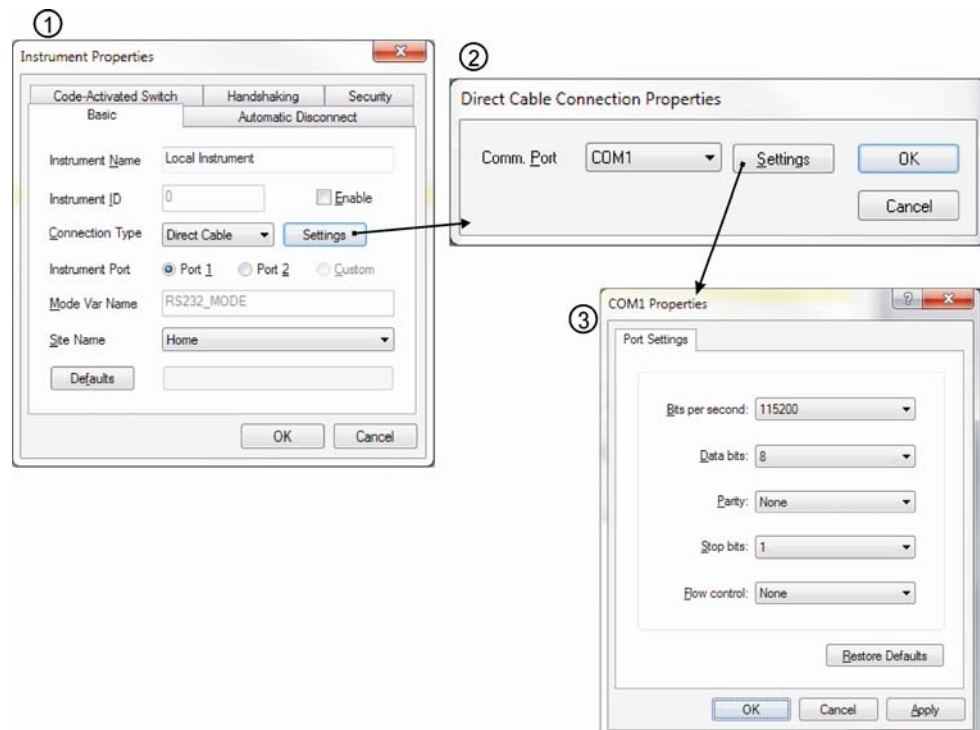 ①
Instrument Properties
Code-Activated Switch Handshaking Security
Basic Automatic Disconnect
Instrument Name Local Instrument
Instrument ID 0 Enable
Connection Type Direct Cable Settings
Instrument Port Port 1 Port 2 Custom
Mode Var Name RS232_MODE
Site Name Home
Defaults
OK Cancel
②
Direct Cable Connection Properties
Comm. Port COM1 Settings OK
Cancel
③
COM1 Properties
Port Settings
Bits per second: 115200
Data bits: 8
Parity: None
Stop bits: 1
Flow control: None
Restore Defaults
OK Cancel Apply